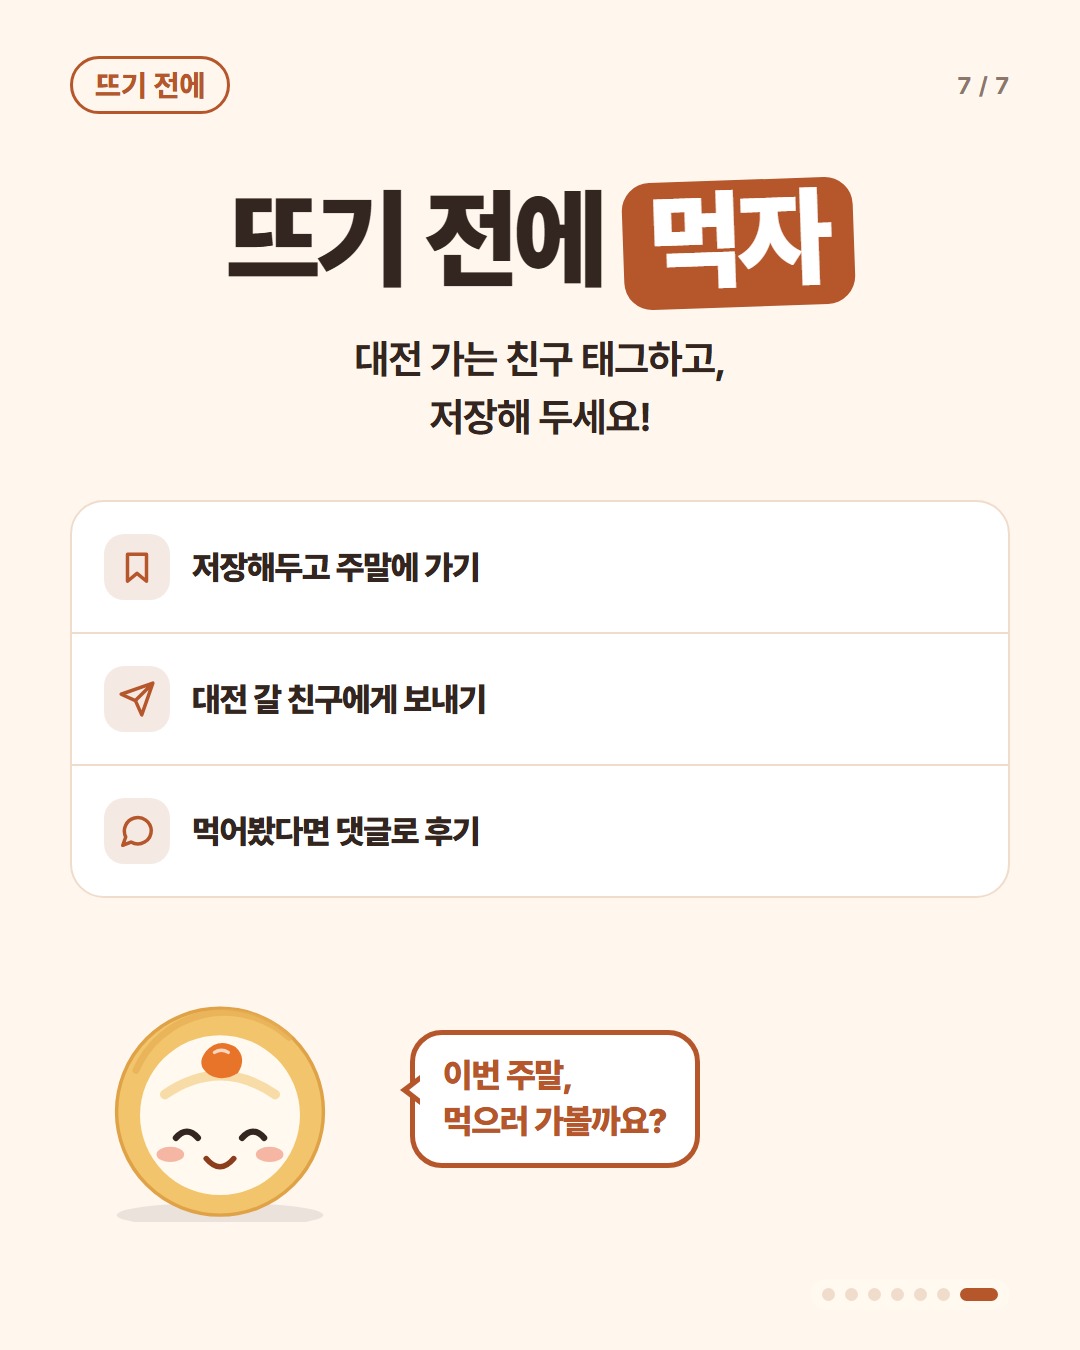 뜨기 전에
7 / 7
뜨기 전에 먹자
대전 가는 친구 태그하고,
저장해 두세요!
저장해두고 주말에 가기
대전 갈 친구에게 보내기
먹어봤다면 댓글로 후기
이번 주말,
먹으러 가볼까요?